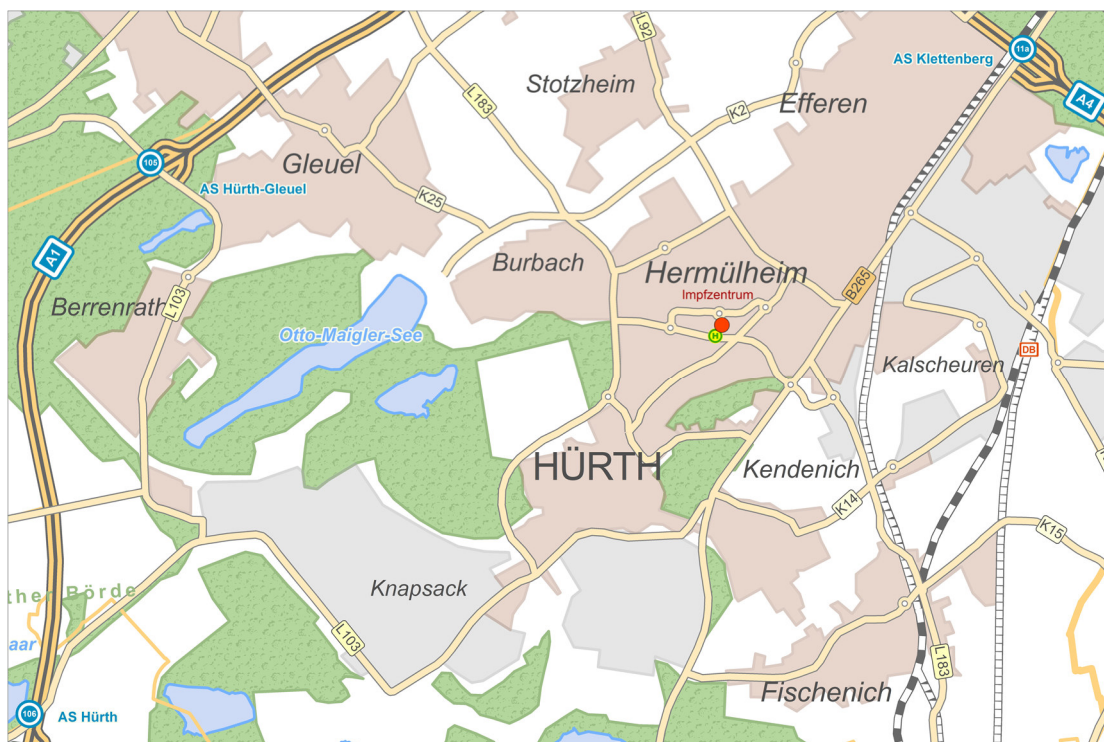 L92
AS Klettenberg
11a
A4
Stotzheim
L183
K2
Efferen
105
Gleuel
AS Hürth-Gleuel
K25
A1
Burbach
Hermülheim
B265
Impfzentrum
Berrenrath
L103
Otto-Maigler-See
H
DB
Kalscheuren
HÜRTH
Kendenich
K14
K15
Knapsack
ther Börde
L103
aar
L183
Fischenich
106
AS Hürth